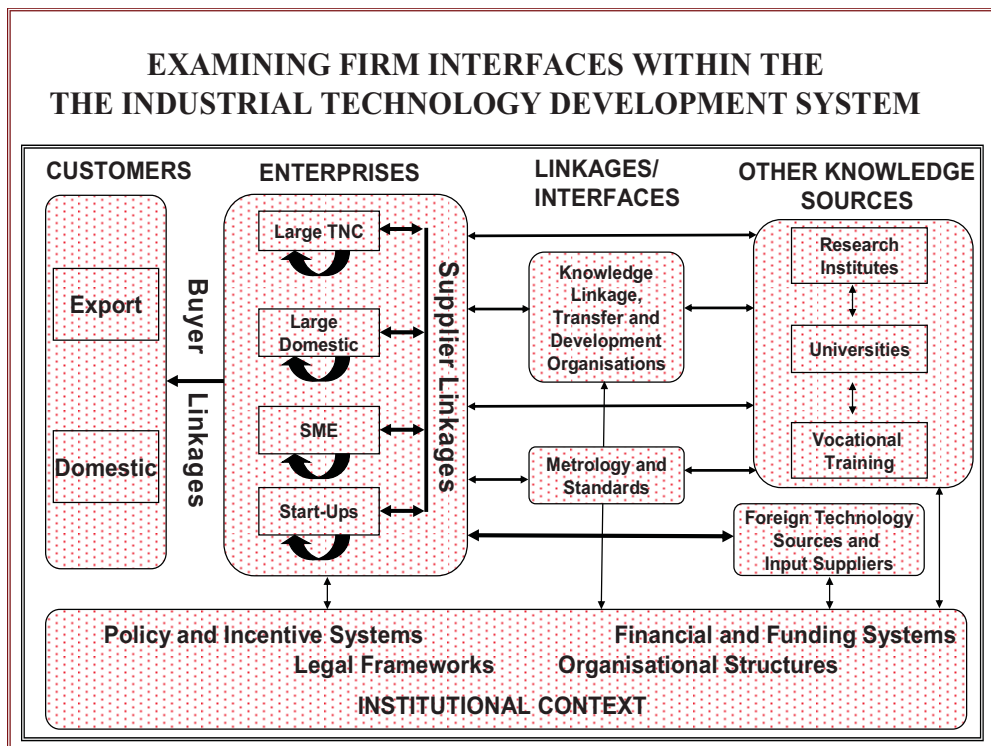 EXAMINING FIRM INTERFACES WITHIN THE
THE INDUSTRIAL TECHNOLOGY DEVELOPMENT SYSTEM
CUSTOMERS
Export
Domestic
Buyer Linkages
ENTERPRISES
Large TNC
Large
Domestic
SME
Start-Ups
Supplier Linkages
LINKAGES/
INTERFACES
Knowledge
Linkage,
Transfer and
Development
Organisations
Metrology and
Standards
OTHER KNOWLEDGE
SOURCES
Research
Institutes
Universities
Vocational
Training
Foreign Technology
Sources and
Input Suppliers
Policy and Incentive Systems
Financial and Funding Systems
Legal Frameworks
Organisational Structures
INSTITUTIONAL CONTEXT